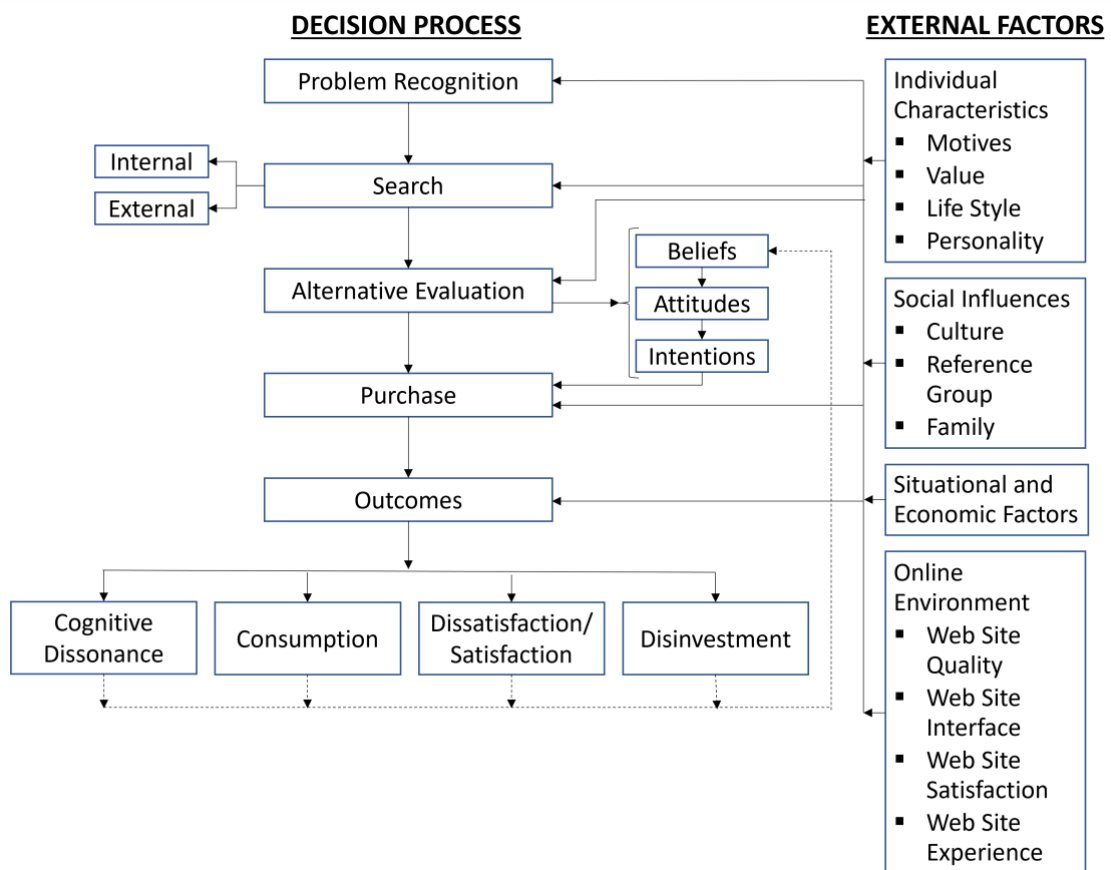 DECISION PROCESS
EXTERNAL FACTORS
Problem Recognition
Internal
External
Search
Alternative Evaluation
Beliefs
Attitudes
Intentions
Purchase
Outcomes
Cognitive
Dissonance
Consumption
Dissatisfaction/
Satisfaction
Disinvestment
Individual
Characteristics
▪ Motives
▪ Value
▪ Life Style
▪ Personality
Social Influences
▪ Culture
▪ Reference
Group
▪ Family
Situational and
Economic Factors
Online
Environment
▪ Web Site
Quality
▪ Web Site
Interface
▪ Web Site
Satisfaction
▪ Web Site
Experience